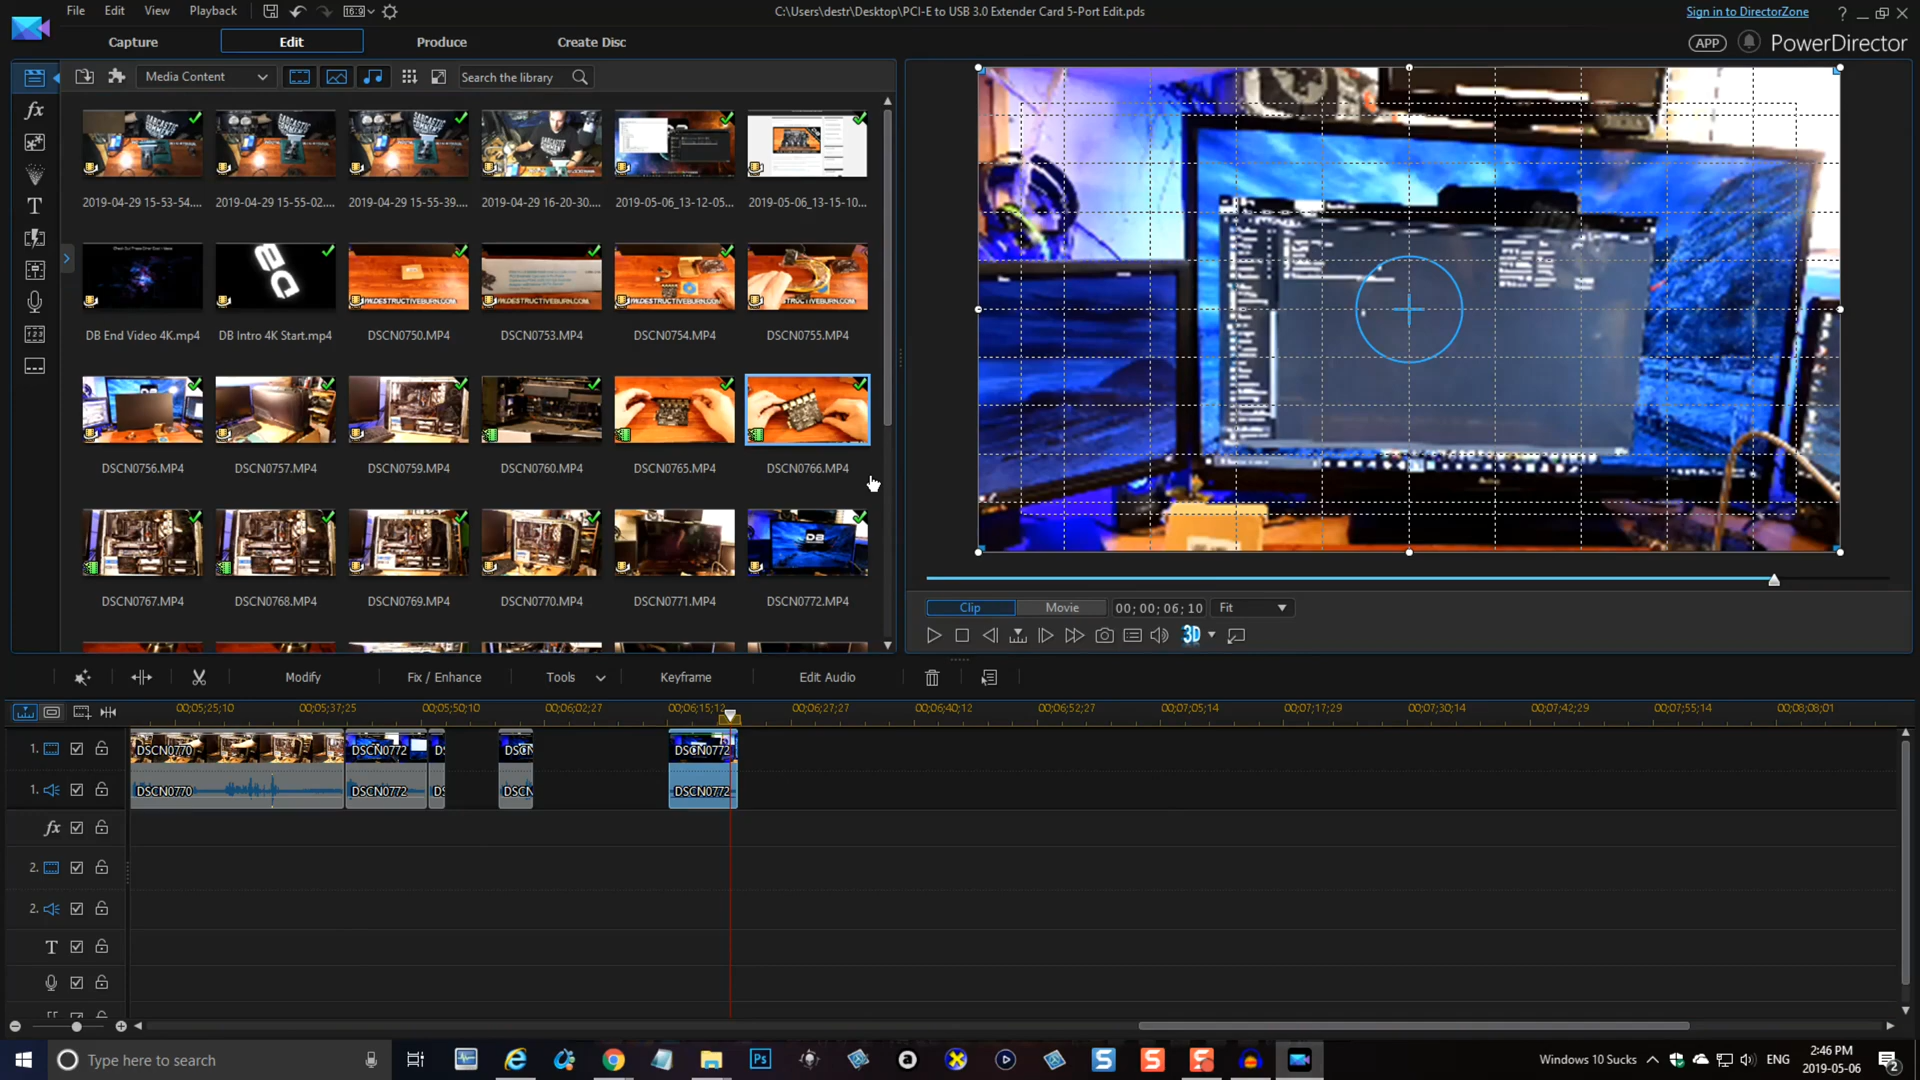 File Edit View Playback 16:9 C:\Users\destr\Desktop\PCI-E to USB 3.0 Extender Card 5-Port Edit.pds Sign in to DirectorZone ?
Capture Edit Produce Create Disc APP PowerDirector
Media Content Search the library
2019-04-29 15-53-54.... 2019-04-29 15-55-02.... 2019-04-29 15-55-39.... 2019-04-29 16-20-30.... 2019-05-06_13-12-05... 2019-05-06_13-15-10...
DB End Video 4K.mp4 DB Intro 4K Start.mp4 DSCN0750.MP4 DSCN0753.MP4 DSCN0754.MP4 DSCN0755.MP4
DSCN0756.MP4 DSCN0757.MP4 DSCN0759.MP4 DSCN0760.MP4 DSCN0765.MP4 DSCN0766.MP4
DSCN0767.MP4 DSCN0768.MP4 DSCN0769.MP4 DSCN0770.MP4 DSCN0771.MP4 DSCN0772.MP4
Clip Movie 00;00;06;10 Fit
3D
Modify Fix / Enhance Tools Keyframe Edit Audio
00;05;25;10 00;05;37;25 00;05;50;10 00;06;02;27 00;06;15;12 00;06;27;27 00;06;40;12 00;06;52;27 00;07;05;14 00;07;17;29 00;07;30;14 00;07;42;29 00;07;55;14 00;08;08;01
1. DSCN0770 DSCN0772 DS DSCN DSCN0772
1. DSCN0770 DSCN0772 DS DSCN DSCN0772
fx
2.
2.
T
Type here to search Ps Windows 10 Sucks ENG 2:46 PM
2019-05-06 2